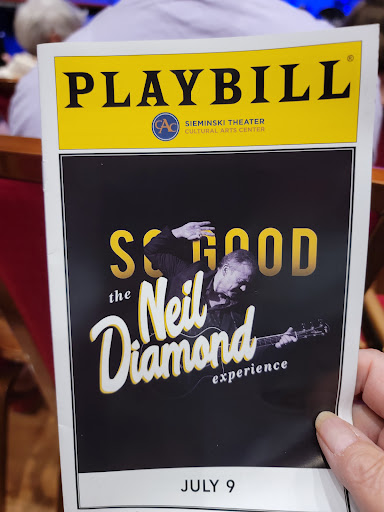 PLAYBILL®
CAC
SIEMINSKI THEATER
CULTURAL ARTS CENTER
SO GOOD
the Neil
Diamond
experience
JULY 9